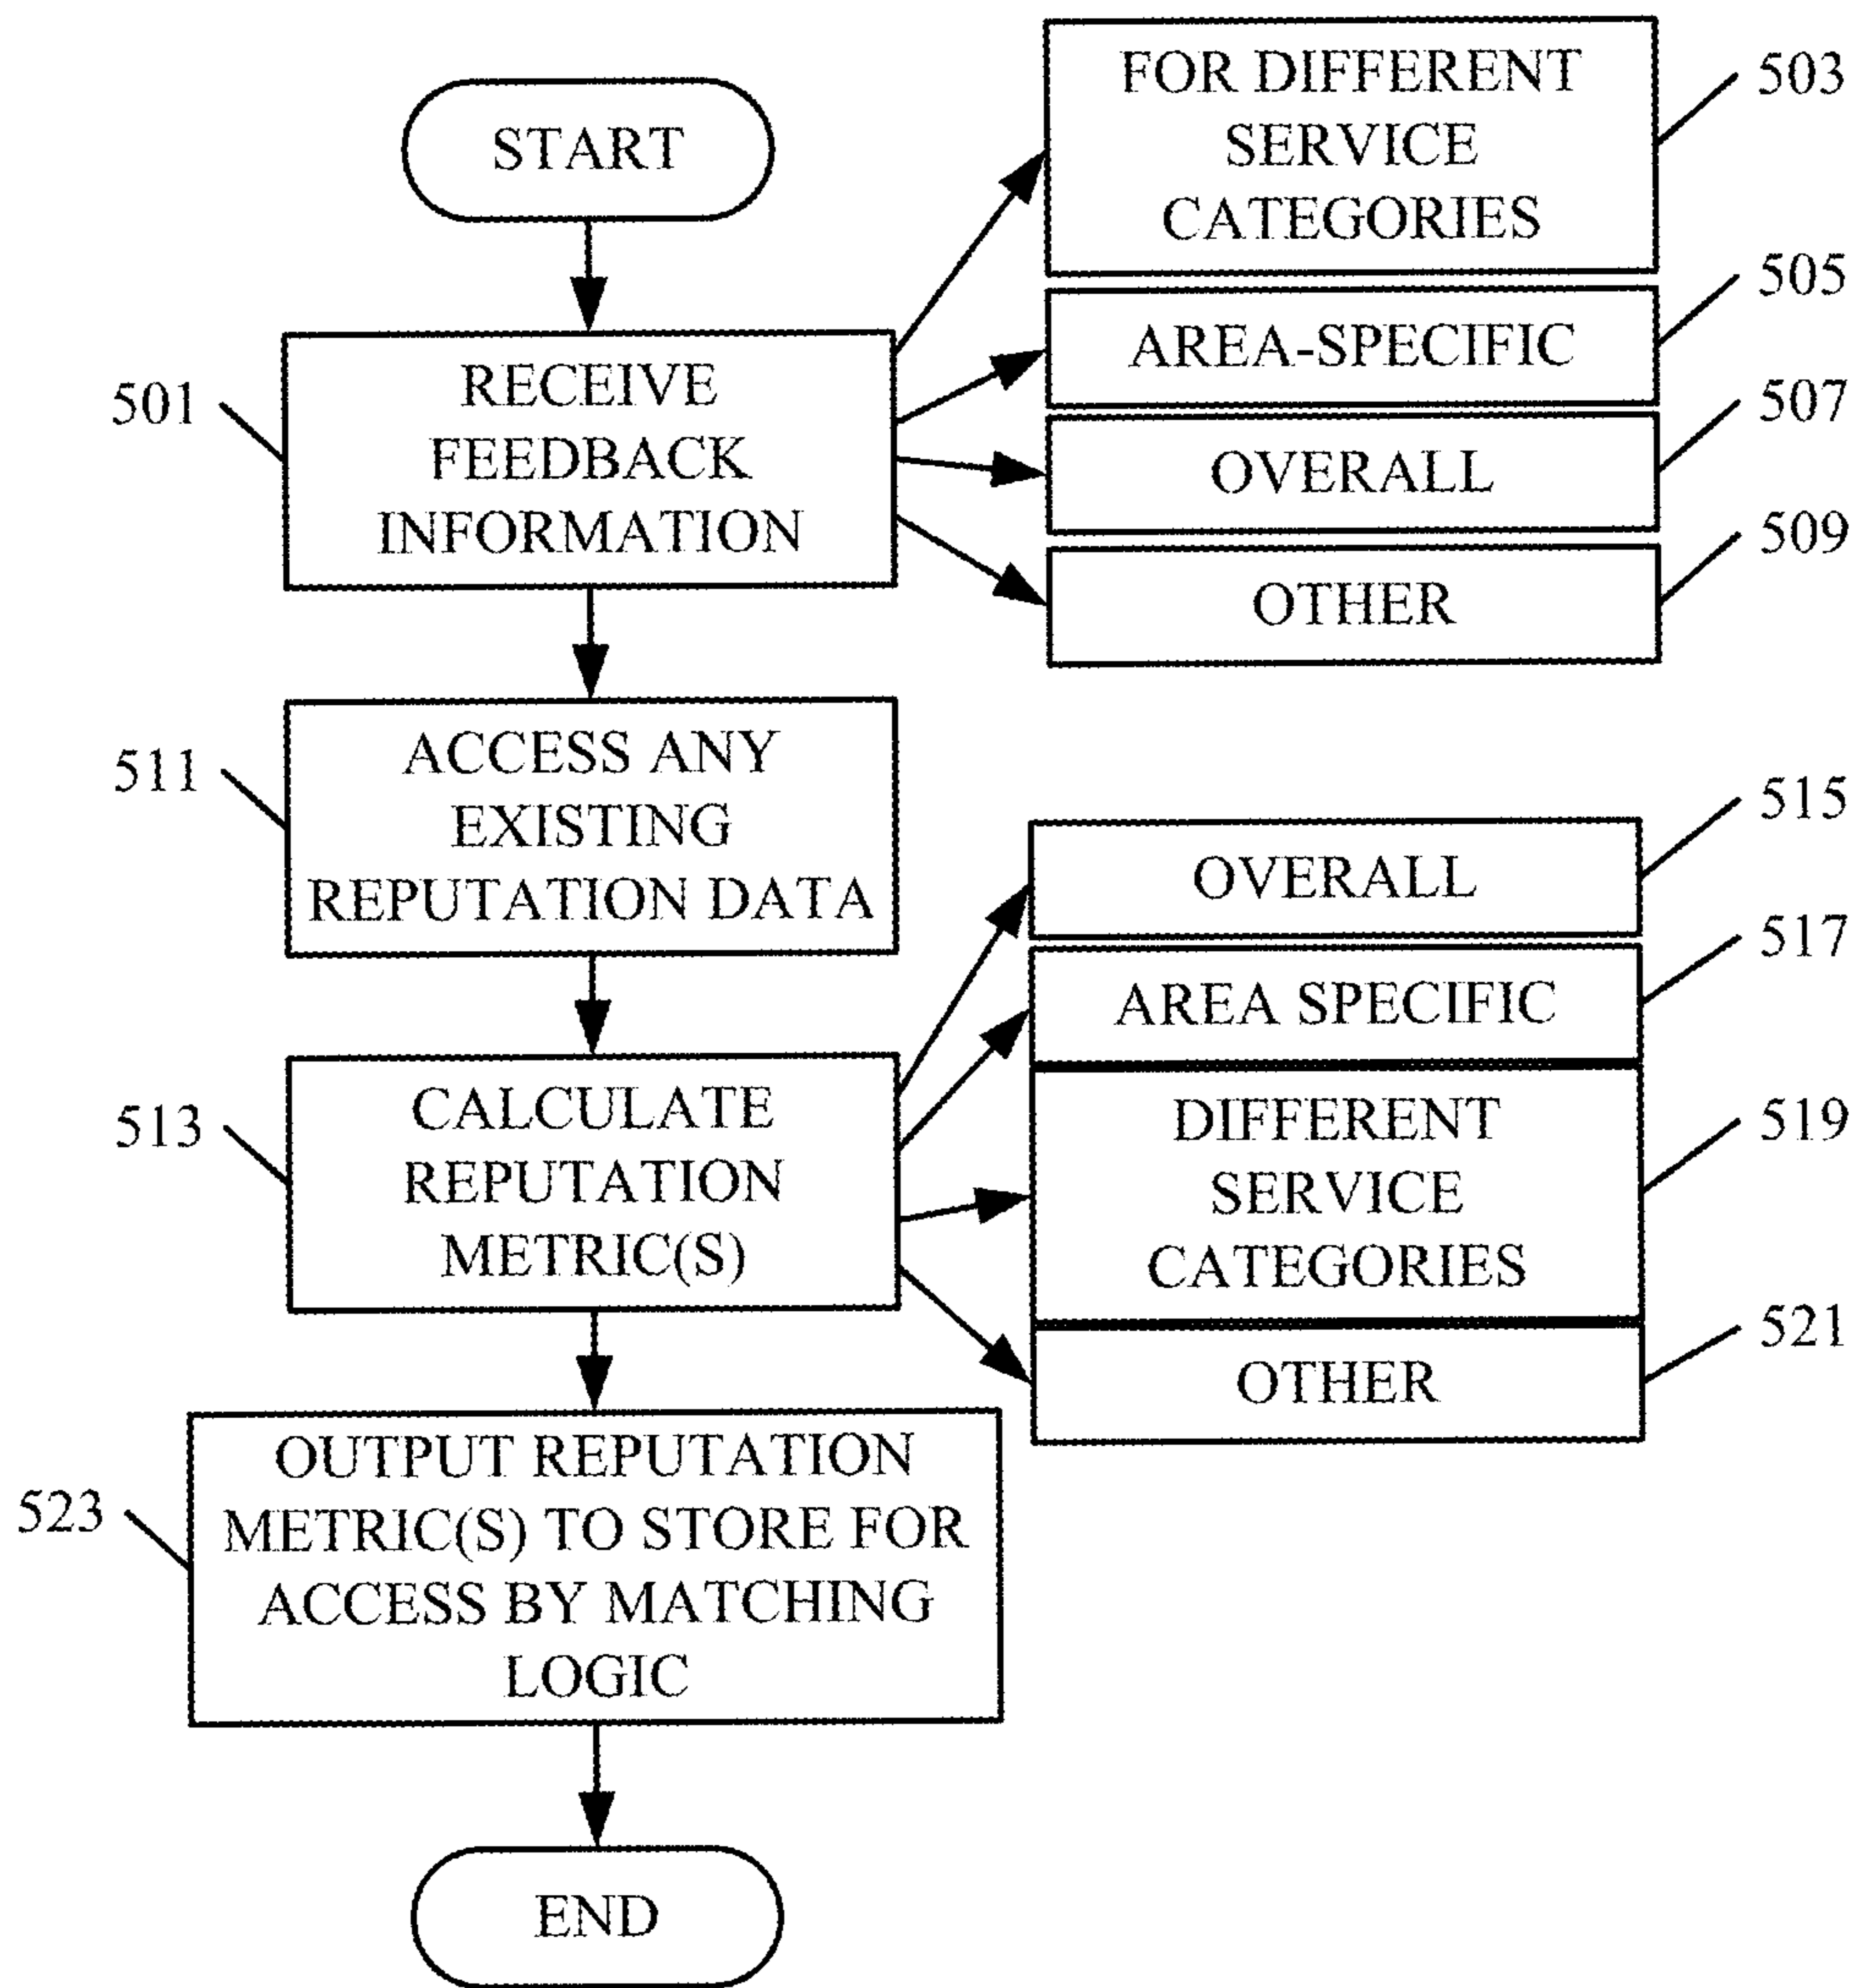 START
501
RECEIVE
FEEDBACK
INFORMATION
FOR DIFFERENT
SERVICE
CATEGORIES
503
AREA-SPECIFIC
505
OVERALL
507
OTHER
509
511
ACCESS ANY
EXISTING
REPUTATION DATA
513
CALCULATE
REPUTATION
METRIC(S)
OVERALL
515
AREA SPECIFIC
517
DIFFERENT
SERVICE
CATEGORIES
519
OTHER
521
523
OUTPUT REPUTATION
METRIC(S) TO STORE FOR
ACCESS BY MATCHING
LOGIC
END